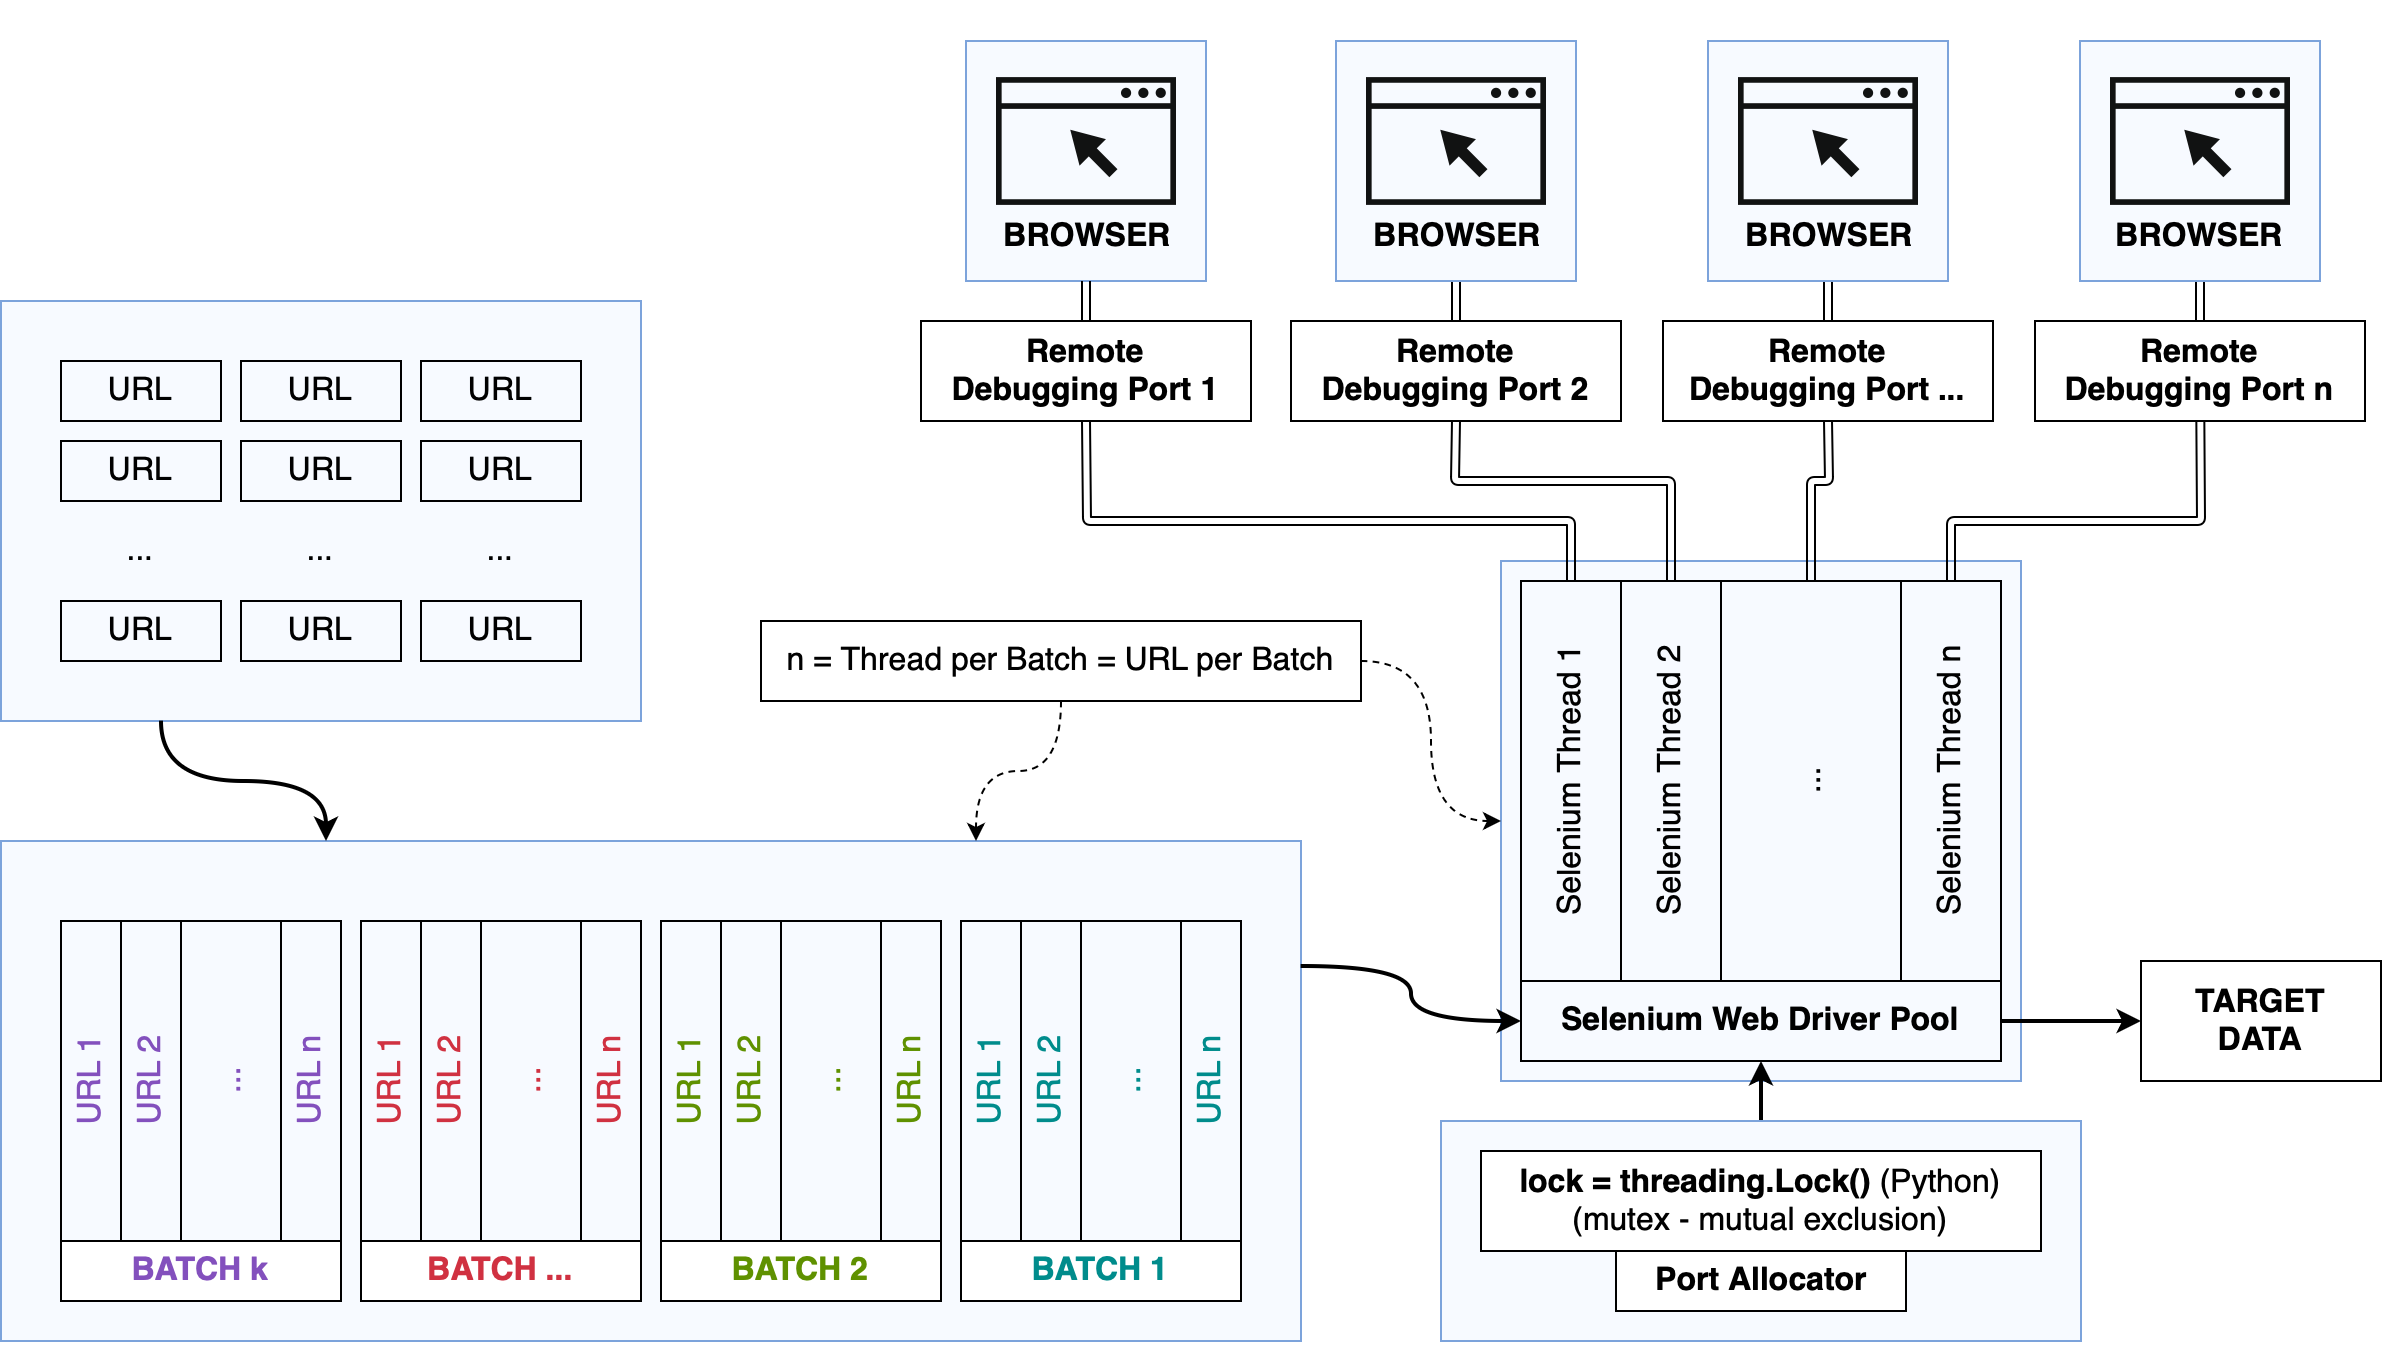 BROWSER
BROWSER
BROWSER
BROWSER
Remote
Debugging Port 1
Remote
Debugging Port 2
Remote
Debugging Port ...
Remote
Debugging Port n
URL
URL
URL
URL
URL
URL
...
...
...
URL
URL
URL
n = Thread per Batch = URL per Batch
Selenium Thread 1
Selenium Thread 2
...
Selenium Thread n
Selenium Web Driver Pool
TARGET
DATA
URL 1
URL 2
...
URL n
BATCH k
URL 1
URL 2
...
URL n
BATCH ...
URL 1
URL 2
...
URL n
BATCH 2
URL 1
URL 2
...
URL n
BATCH 1
lock = threading.Lock() (Python)
(mutex - mutual exclusion)
Port Allocator